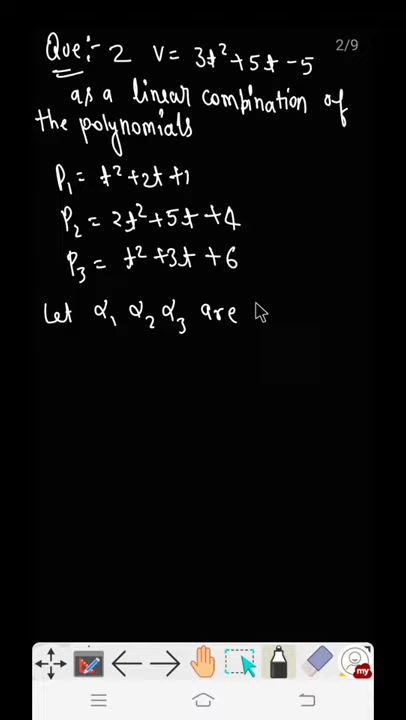 Que:- 2 V= 3t²+5t-5
2/9
as a linear combination of
the polynomials
P₁= t²+2t+1
P₂= 2t²+5t+4
P₃= t²+3t+6
Let α₁ α₂ α₃ are
my